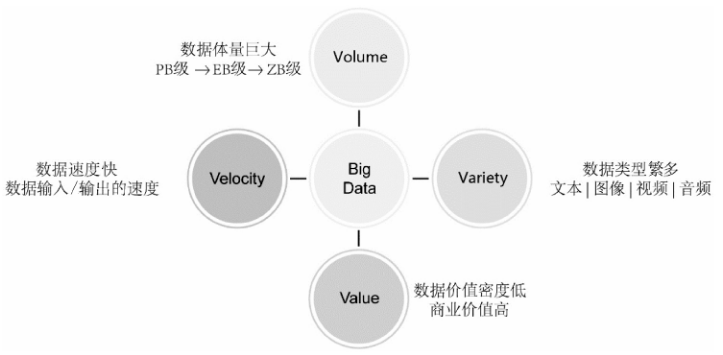 数据体量巨大
PB级 →EB级→ ZB级
Volume
数据速度快
数据输入/输出的速度
Velocity
Big
Data
Variety
数据类型繁多
文本|图像|视频|音频
Value
数据价值密度低
商业价值高